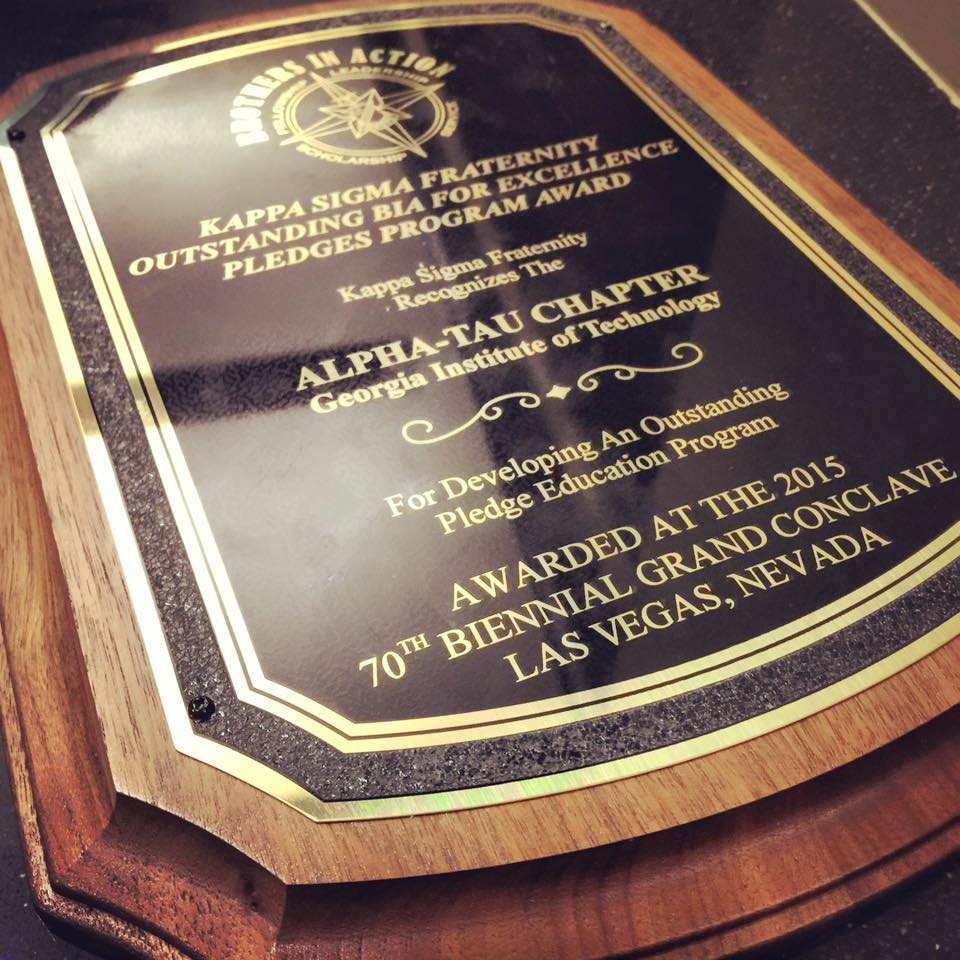 BROTHERS IN ACTION
LEADERSHIP
SERVICE
SCHOLARSHIP
KAPPA SIGMA FRATERNITY
OUTSTANDING BIA FOR EXCELLENCE
PLEDGES PROGRAM AWARD
Kappa Sigma Fraternity
Recognizes The
ALPHA-TAU CHAPTER
Georgia Institute of Technology
For Developing An Outstanding
Pledge Education Program
AWARDED AT THE 2015
70TH BIENNIAL GRAND CONCLAVE
LAS VEGAS, NEVADA